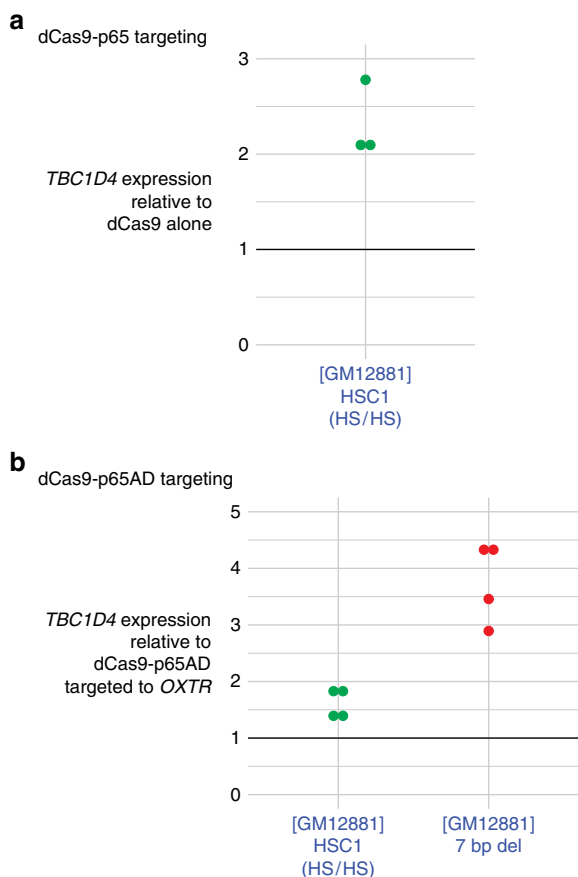 a
dCas9-p65 targeting
3
2
TBC1D4 expression
relative to
dCas9 alone
1
0
[GM12881]
HSC1
(HS/HS)
b
dCas9-p65AD targeting
5
4
3
TBC1D4 expression
relative to
dCas9-p65AD
targeted to OXTR
2
1
0
[GM12881]
HSC1
(HS/HS)
[GM12881]
7 bp del